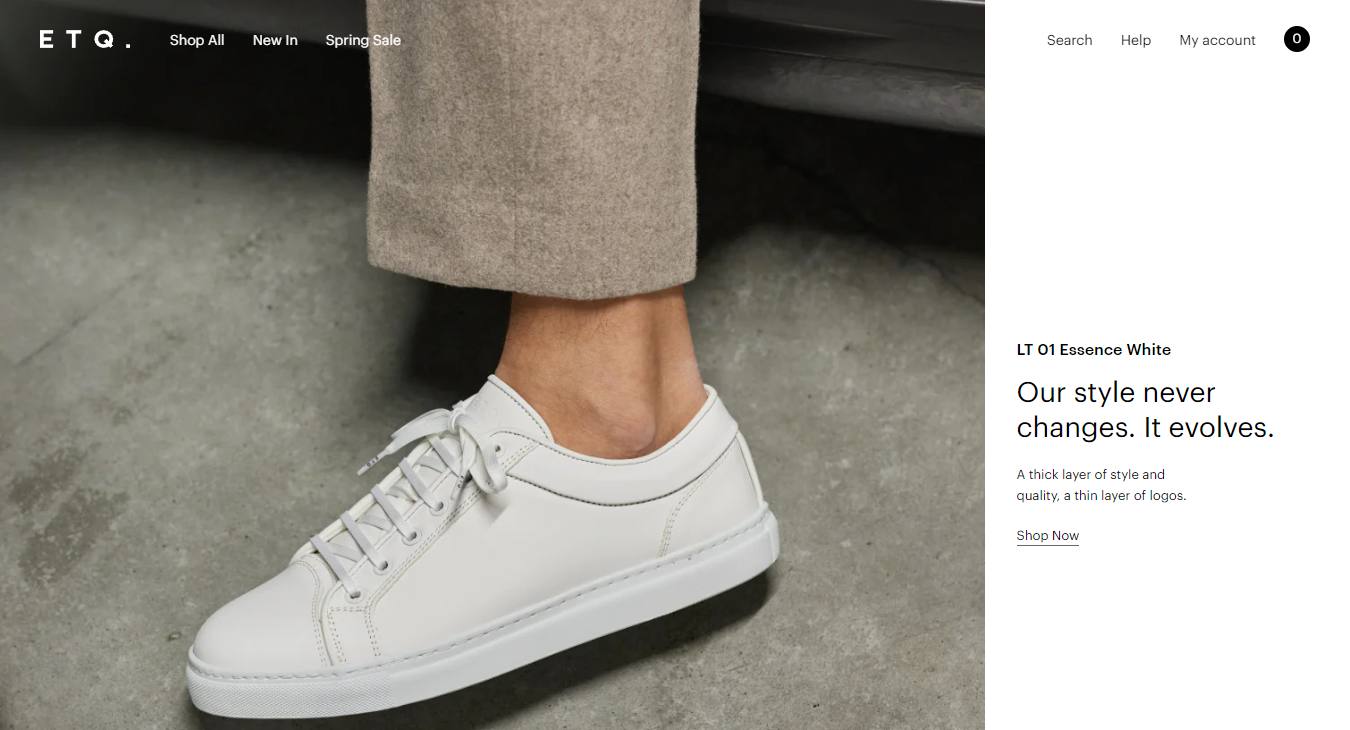 ETQ.
Shop All
New In
Spring Sale
Search
Help
My account
0
LT 01 Essence White
Our style never
changes. It evolves.
A thick layer of style and
quality, a thin layer of logos.
Shop Now